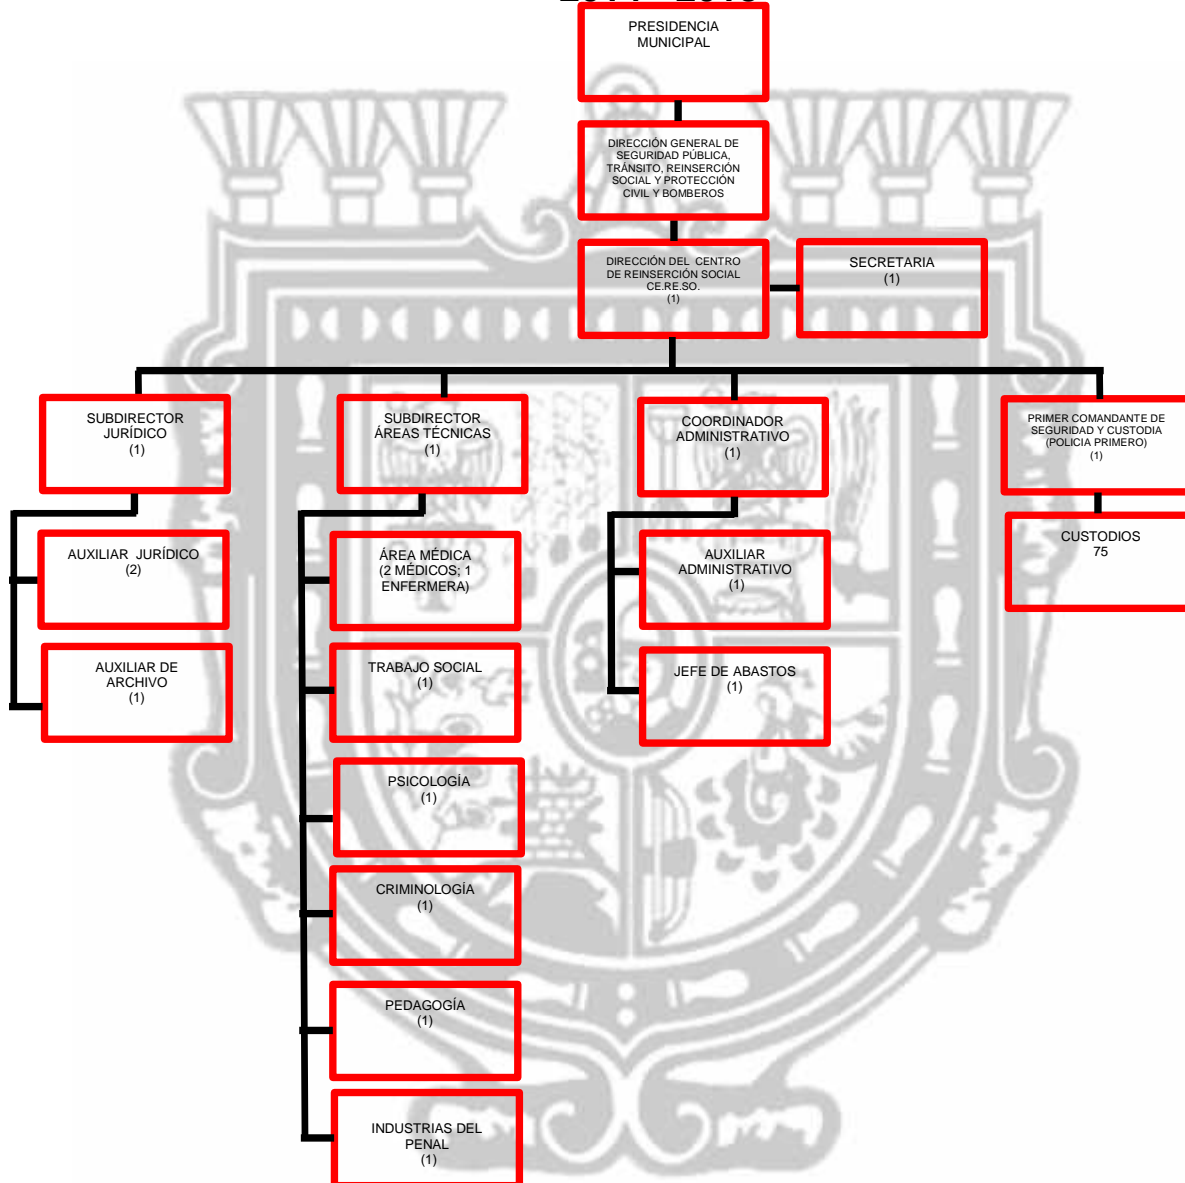 PRESIDENCIA
MUNICIPAL
DIRECCIÓN GENERAL DE
SEGURIDAD PÚBLICA,
TRÁNSITO, REINSERCIÓN
SOCIAL Y PROTECCIÓN
CIVIL Y BOMBEROS
DIRECCIÓN DEL CENTRO
DE REINSERCIÓN SOCIAL
CE.RE.SO.
(1)
SECRETARIA
(1)
SUBDIRECTOR
JURÍDICO
(1)
SUBDIRECTOR
ÁREAS TÉCNICAS
(1)
COORDINADOR
ADMINISTRATIVO
(1)
PRIMER COMANDANTE DE
SEGURIDAD Y CUSTODIA
(POLICIA PRIMERO)
(1)
AUXILIAR JURÍDICO
(2)
AUXILIAR DE
ARCHIVO
(1)
ÁREA MÉDICA
(2 MÉDICOS; 1
ENFERMERA)
TRABAJO SOCIAL
(1)
PSICOLOGÍA
(1)
CRIMINOLOGÍA
(1)
PEDAGOGÍA
(1)
INDUSTRIAS DEL
PENAL
(1)
AUXILIAR
ADMINISTRATIVO
(1)
JEFE DE ABASTOS
(1)
CUSTODIOS
75